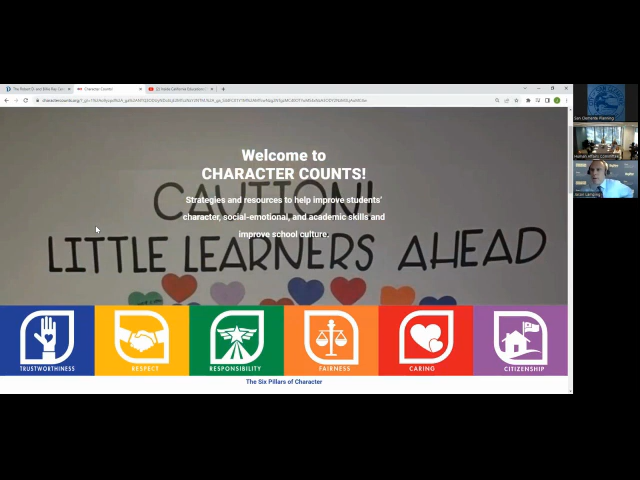 Character Counts!
Welcome to
CHARACTER COUNTS!
CAUTION!
Strategies and resources to help improve students'
character, social-emotional, and academic skills and
improve school culture.
LITTLE LEARNERS AHEAD
TRUSTWORTHINESS
RESPECT
RESPONSIBILITY
FAIRNESS
CARING
CITIZENSHIP
The Six Pillars of Character
San Clemente Planning
Human Affairs Committee